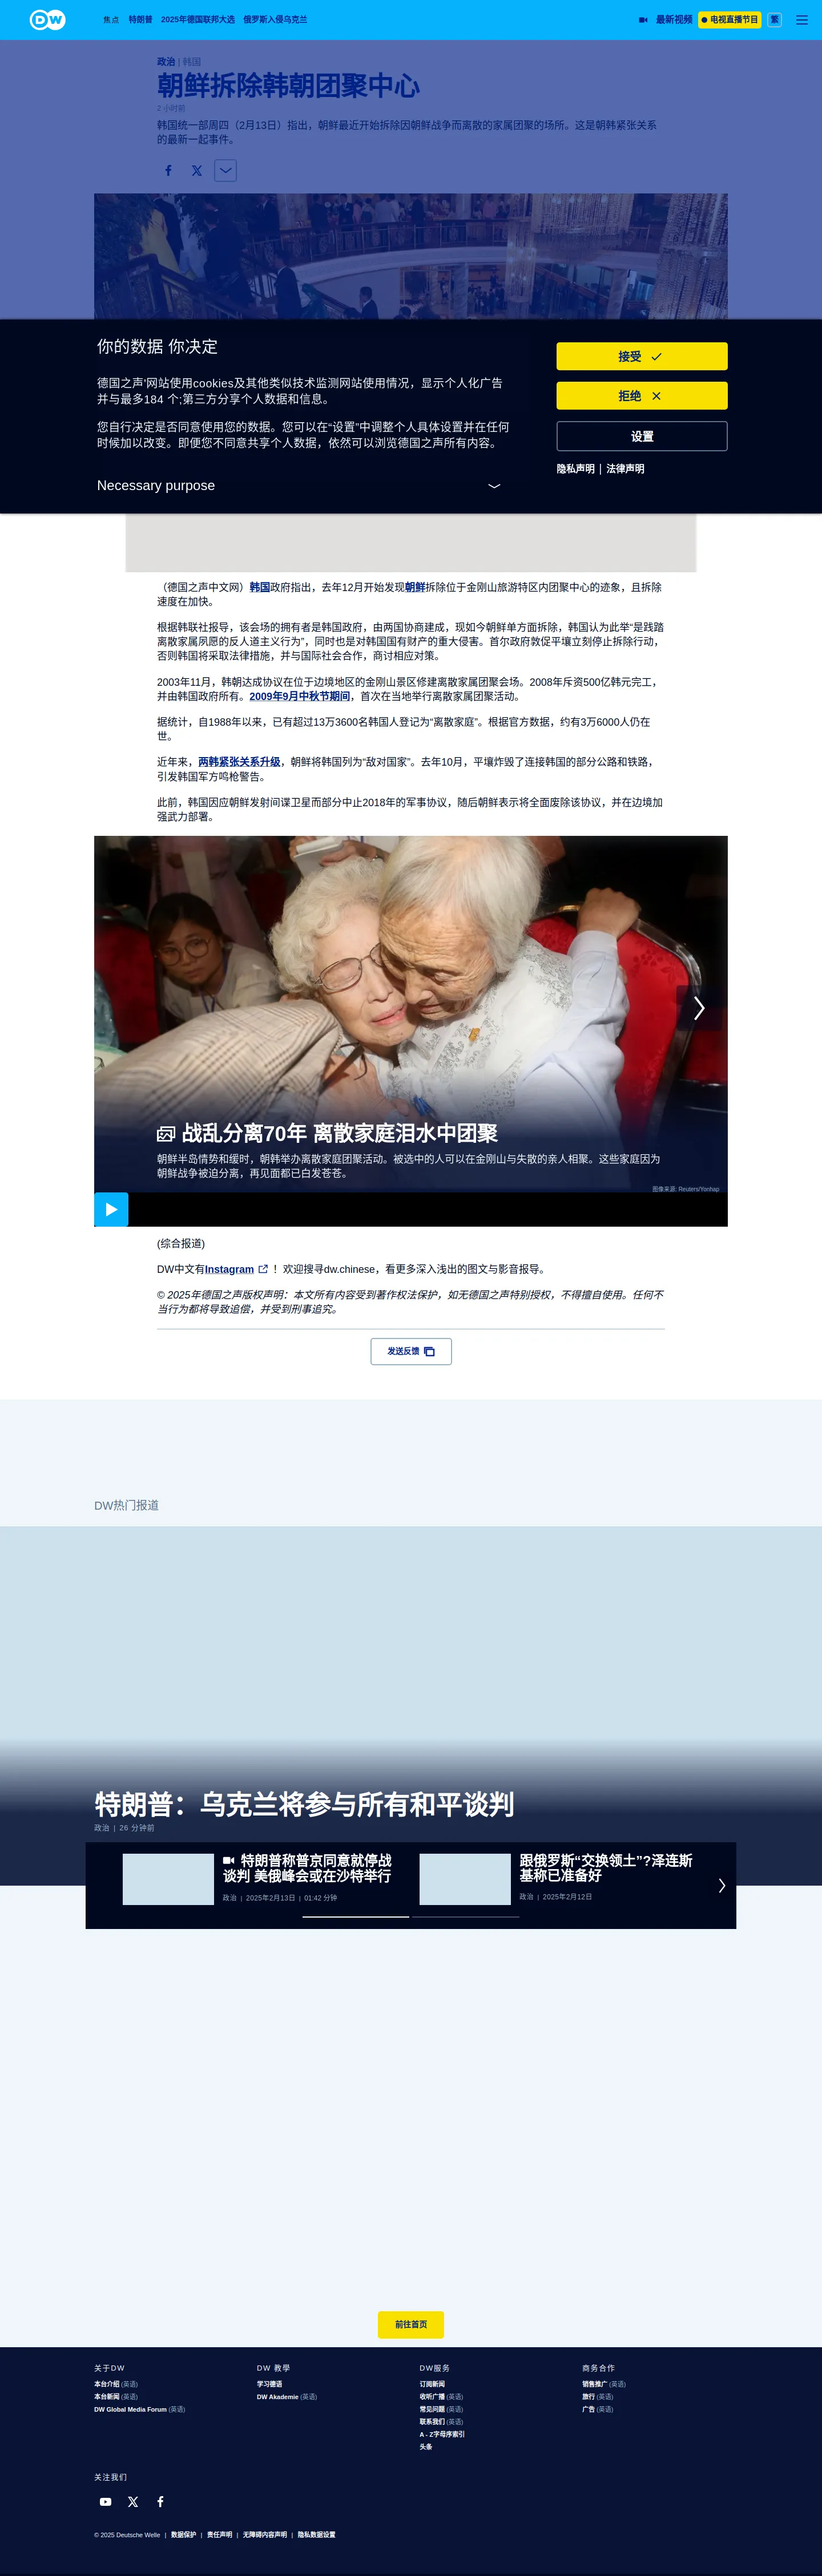 DW
焦点 特朗普 2025年德国联邦大选 俄罗斯入侵乌克兰
最新视频 电视直播节目 繁
政治 | 韩国
朝鲜拆除韩朝团聚中心
2 小时前
韩国统一部周四（2月13日）指出，朝鲜最近开始拆除因朝鲜战争而离散的家属团聚的场所。这是朝韩紧张关系
的最新一起事件。
你的数据 你决定
德国之声'网站使用cookies及其他类似技术监测网站使用情况，显示个人化广告
并与最多184 个;第三方分享个人数据和信息。
您自行决定是否同意使用您的数据。您可以在“设置”中调整个人具体设置并在任何
时候加以改变。即便您不同意共享个人数据，依然可以浏览德国之声所有内容。
Necessary purpose
接受
拒绝
设置
隐私声明 | 法律声明
（德国之声中文网）韩国政府指出，去年12月开始发现朝鲜拆除位于金刚山旅游特区内团聚中心的迹象，且拆除
速度在加快。
根据韩联社报导，该会场的拥有者是韩国政府，由两国协商建成，现如今朝鲜单方面拆除，韩国认为此举“是践踏
离散家属夙愿的反人道主义行为”，同时也是对韩国国有财产的重大侵害。首尔政府敦促平壤立刻停止拆除行动，
否则韩国将采取法律措施，并与国际社会合作，商讨相应对策。
2003年11月，韩朝达成协议在位于边境地区的金刚山景区修建离散家属团聚会场。2008年斥资500亿韩元完工，
并由韩国政府所有。2009年9月中秋节期间，首次在当地举行离散家属团聚活动。
据统计，自1988年以来，已有超过13万3600名韩国人登记为“离散家庭”。根据官方数据，约有3万6000人仍在
世。
近年来，两韩紧张关系升级，朝鲜将韩国列为“敌对国家”。去年10月，平壤炸毁了连接韩国的部分公路和铁路，
引发韩国军方鸣枪警告。
此前，韩国因应朝鲜发射间谍卫星而部分中止2018年的军事协议，随后朝鲜表示将全面废除该协议，并在边境加
强武力部署。
战乱分离70年 离散家庭泪水中团聚
朝鲜半岛情势和缓时，朝韩举办离散家庭团聚活动。被选中的人可以在金刚山与失散的亲人相聚。这些家庭因为
朝鲜战争被迫分离，再见面都已白发苍苍。
图像来源: Reuters/Yonhap
(综合报道)
DW中文有Instagram ！欢迎搜寻dw.chinese，看更多深入浅出的图文与影音报导。
© 2025年德国之声版权声明：本文所有内容受到著作权法保护，如无德国之声特别授权，不得擅自使用。任何不
当行为都将导致追偿，并受到刑事追究。
发送反馈
DW热门报道
特朗普：乌克兰将参与所有和平谈判
政治 | 26 分钟前
特朗普称普京同意就停战
谈判 美俄峰会或在沙特举行
政治 | 2025年2月13日 | 01:42 分钟
跟俄罗斯“交换领土”?泽连斯
基称已准备好
政治 | 2025年2月12日
前往首页
关于DW
本台介绍 (英语)
本台新闻 (英语)
DW Global Media Forum (英语)
DW 教學
学习德语
DW Akademie (英语)
DW服务
订阅新闻
收听广播 (英语)
常见问题 (英语)
联系我们 (英语)
A - Z字母序索引
头条
商务合作
销售推广 (英语)
旅行 (英语)
广告 (英语)
关注我们
© 2025 Deutsche Welle | 数据保护 | 责任声明 | 无障碍内容声明 | 隐私数据设置